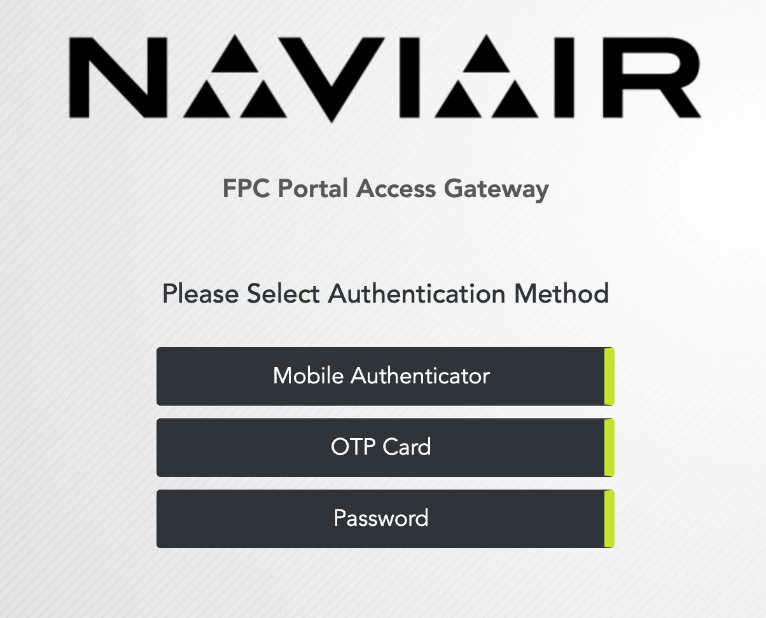 NAVIAIR
FPC Portal Access Gateway
Please Select Authentication Method
Mobile Authenticator
OTP Card
Password